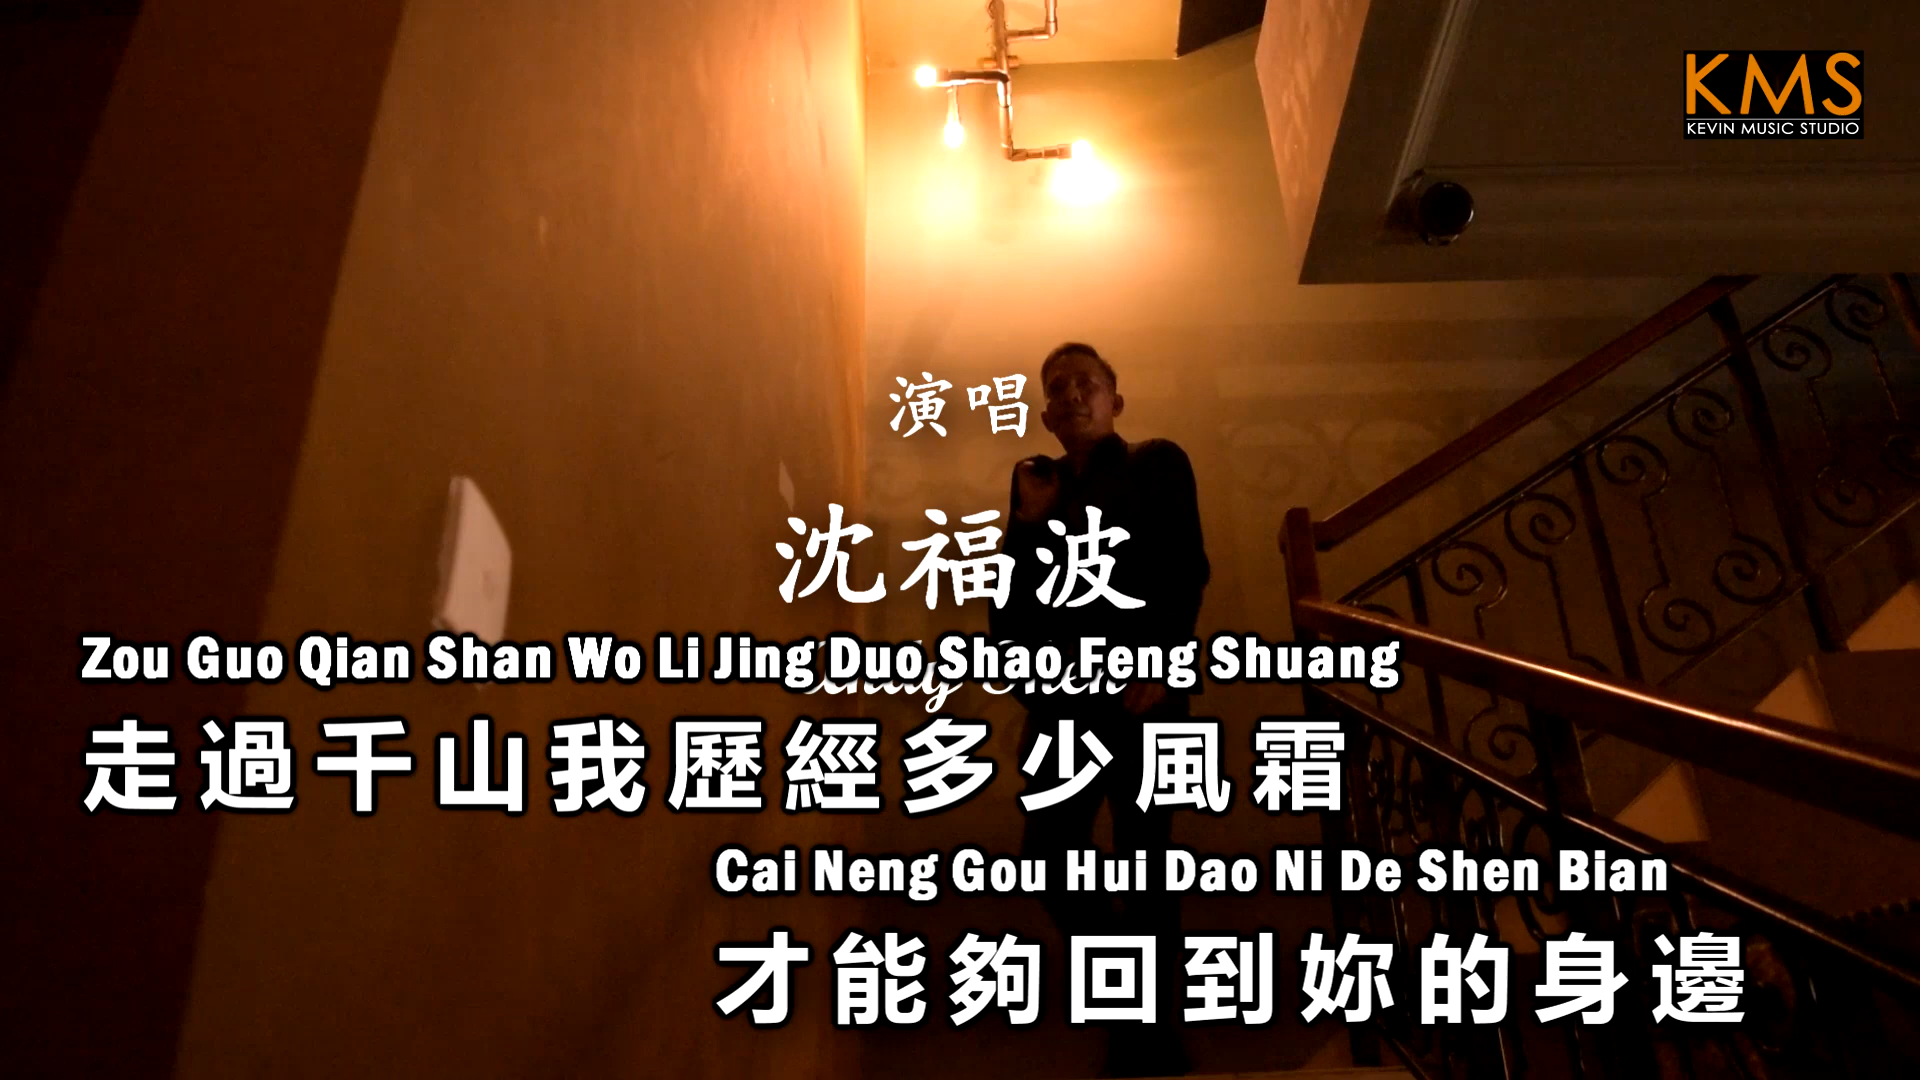 KMS
KEVIN MUSIC STUDIO
演唱
沈福波
Zou Guo Qian Shan Wo Li Jing Duo Shao Feng Shuang
走過千山我歷經多少風霜
Cai Neng Gou Hui Dao Ni De Shen Bian
才能夠回到妳的身邊